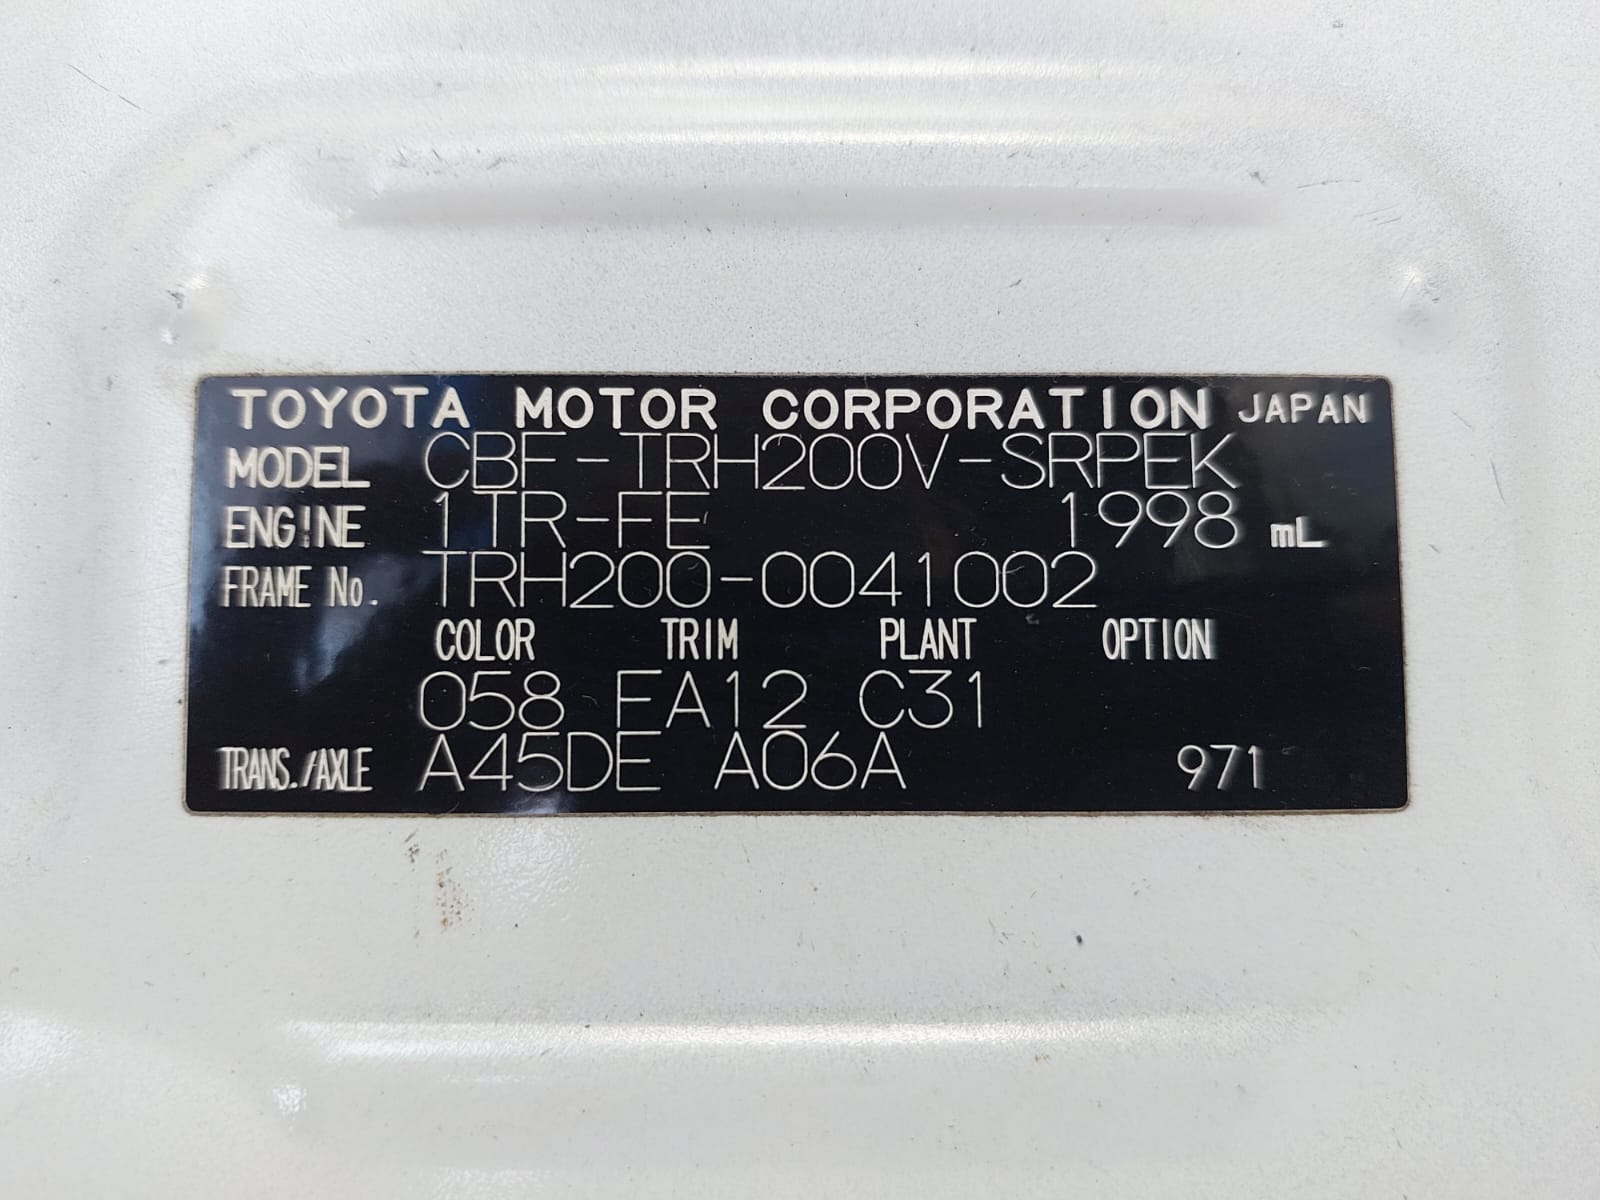 TOYOTA MOTOR CORPORATION JAPAN
MODEL CBF-TRH200V-SRPEK
ENGINE 1TR-FE 1998 mL
FRAME No. TRH200-0041002
COLOR TRIM PLANT OPTION
058 FA12 C31
TRANS./AXLE A45DE A06A 971